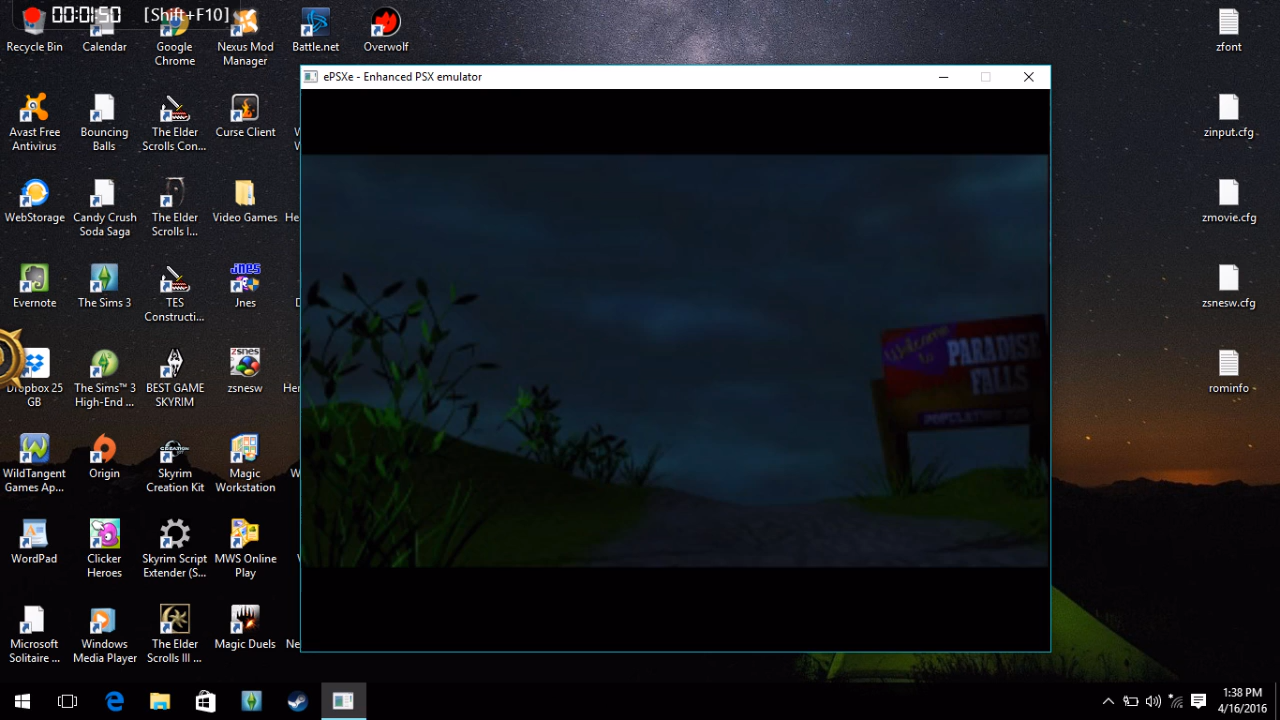 00:01:50 [Shift+F10]
Recycle Bin
Calendar
Google
Chrome
Nexus Mod
Manager
Battle.net
Overwolf
zfont
ePSXe - Enhanced PSX emulator
Avast Free
Antivirus
Bouncing
Balls
The Elder
Scrolls Con...
Curse Client
W
W
zinput.cfg
WebStorage
Candy Crush
Soda Saga
The Elder
Scrolls I...
Video Games
He
zmovie.cfg
Evernote
The Sims 3
TES
Constructi...
Jnes
Jnes
D
zsnesw.cfg
PARADISE
FALLS
Dropbox 25
GB
The Sims™ 3
High-End ...
BEST GAME
SKYRIM
zsnes
zsnesw
Her
rominfo
WildTangent
Games Ap...
Origin
Skyrim
Creation Kit
Magic
Workstation
W
WordPad
Clicker
Heroes
Skyrim Script
Extender (S...
MWS Online
Play
Microsoft
Solitaire ...
Windows
Media Player
The Elder
Scrolls III ...
Magic Duels
Ne
1:38 PM
4/16/2016